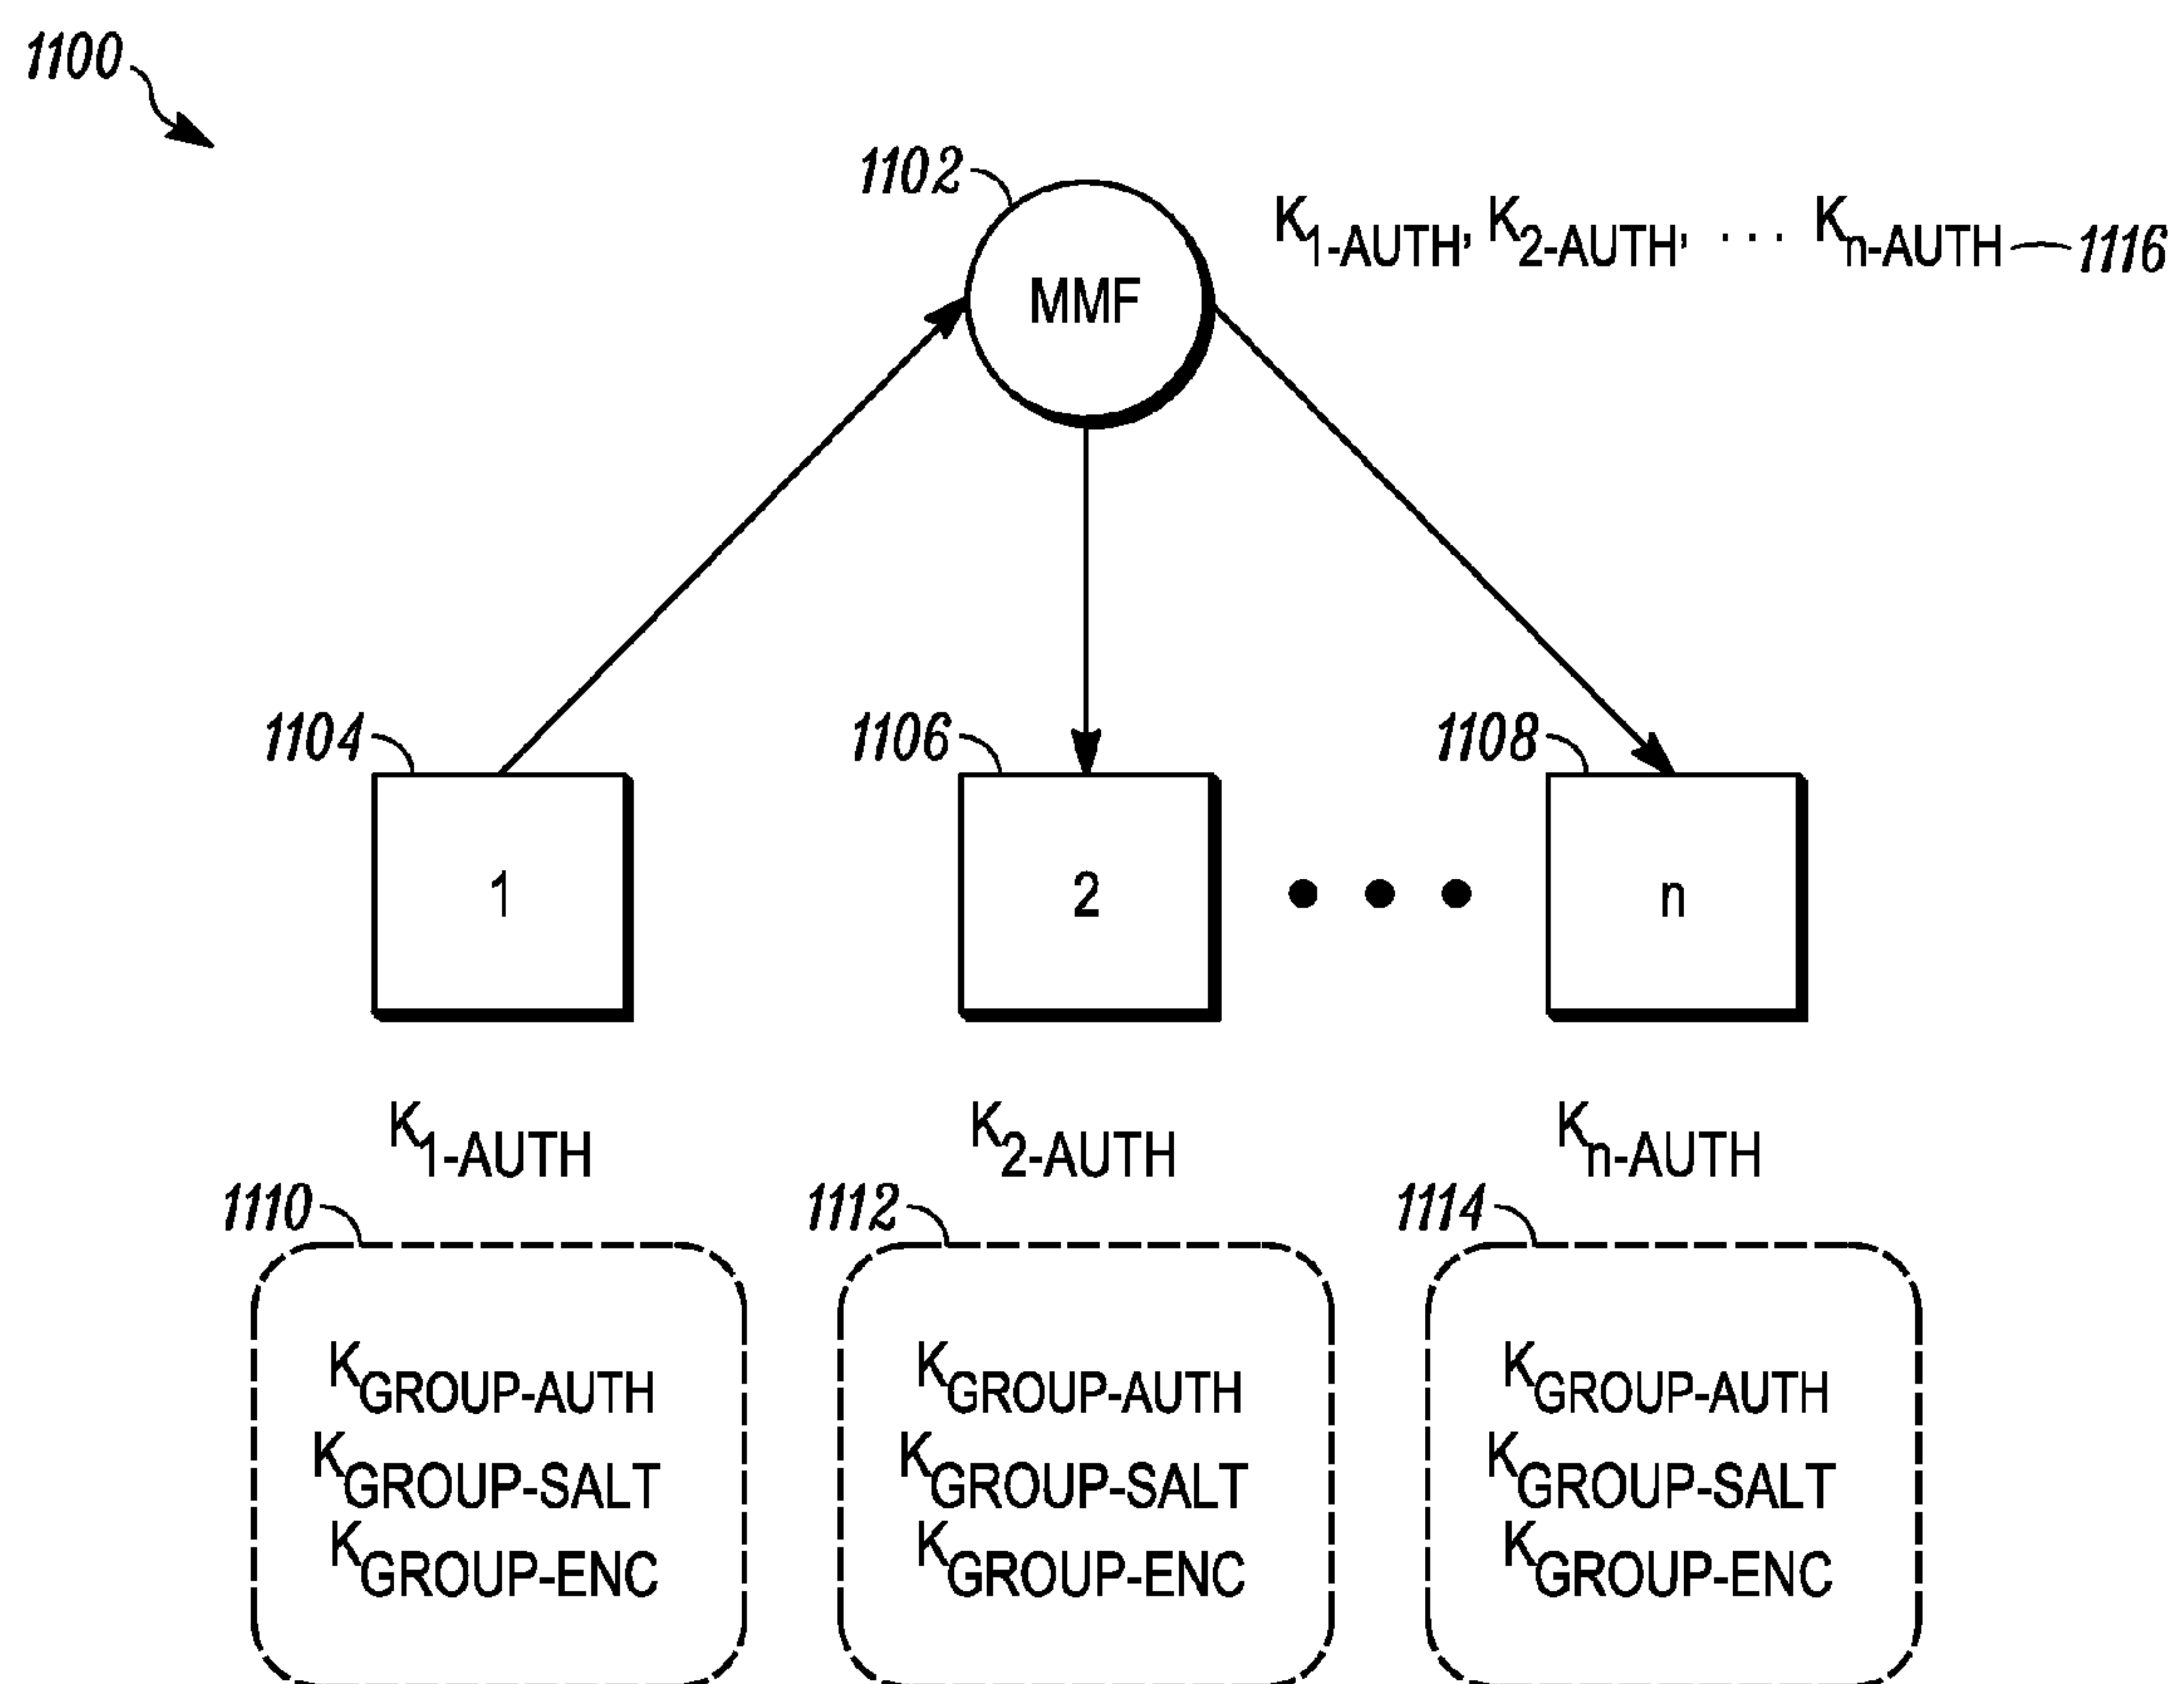 1100
1102
K1-AUTH, K2-AUTH, ... Kn-AUTH 1116
MMF
1104 1106 1108
1 2 ••• n
K1-AUTH K2-AUTH Kn-AUTH
1110 1112 1114
KGROUP-AUTH KGROUP-AUTH KGROUP-AUTH
KGROUP-SALT KGROUP-SALT KGROUP-SALT
KGROUP-ENC KGROUP-ENC KGROUP-ENC